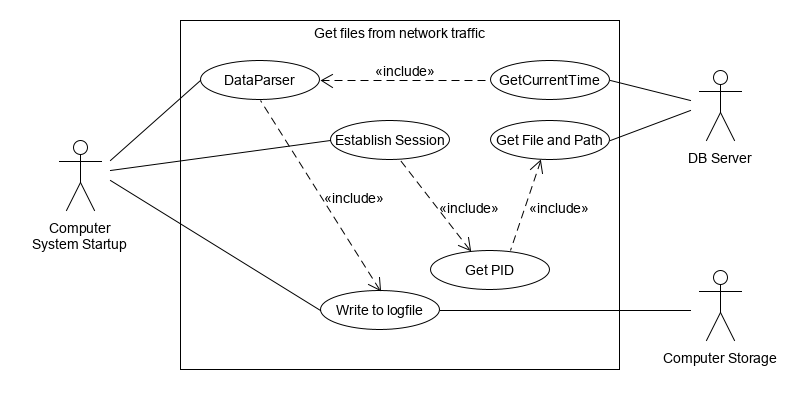 Get files from network traffic
DataParser
«include»
GetCurrentTime
Establish Session
Get File and Path
DB Server
«include»
«include»
«include»
Computer
System Startup
Get PID
Write to logfile
Computer Storage